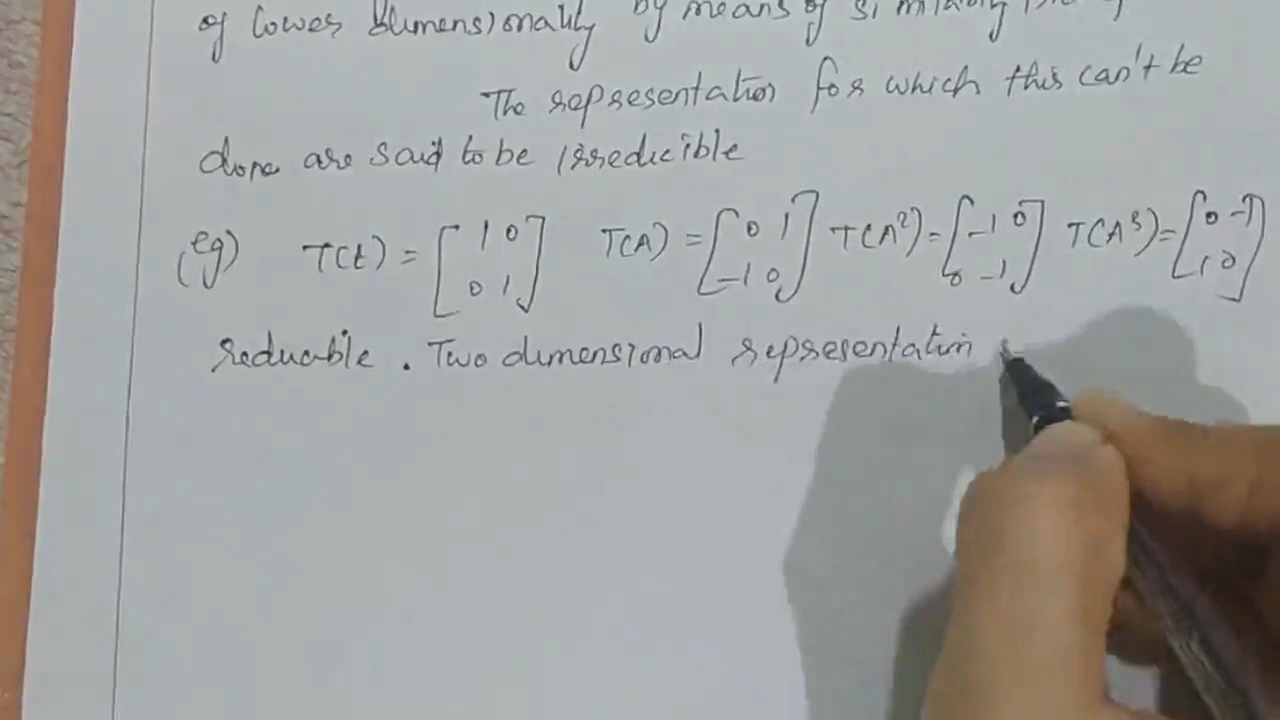 of lower dimensionality by means of similarity
The representation for which this can't be
done are said to be irreducible
(eg) T(E) = [1 0 0 1] T(A) = [0 1 -1 0] T(A²) = [-1 0 0 -1] T(A³) = [0 -1 1 0]
reducable . Two dimensional representation